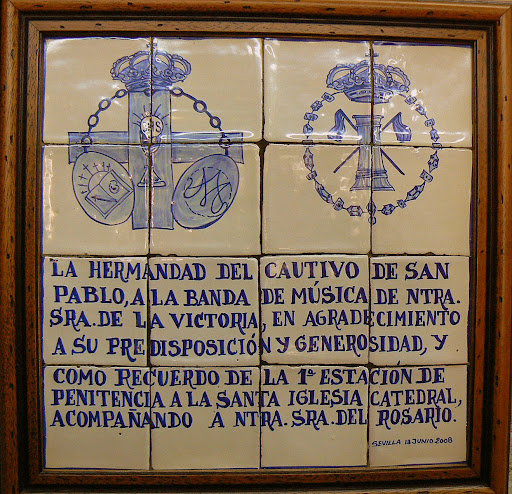 JHS
LA HERMANDAD DEL CAUTIVO DE SAN
PABLO, A LA BANDA DE MÚSICA DE NTRA.
SRA. DE LA VICTORIA, EN AGRADECIMIENTO
A SU PREDISPOSICIÓN Y GENEROSIDAD, Y
COMO RECUERDO DE LA 1ª ESTACIÓN DE
PENITENCIA A LA SANTA IGLESIA CATEDRAL,
ACOMPAÑANDO A NTRA. SRA. DEL ROSARIO.
SEVILLA 13 JUNIO 2008